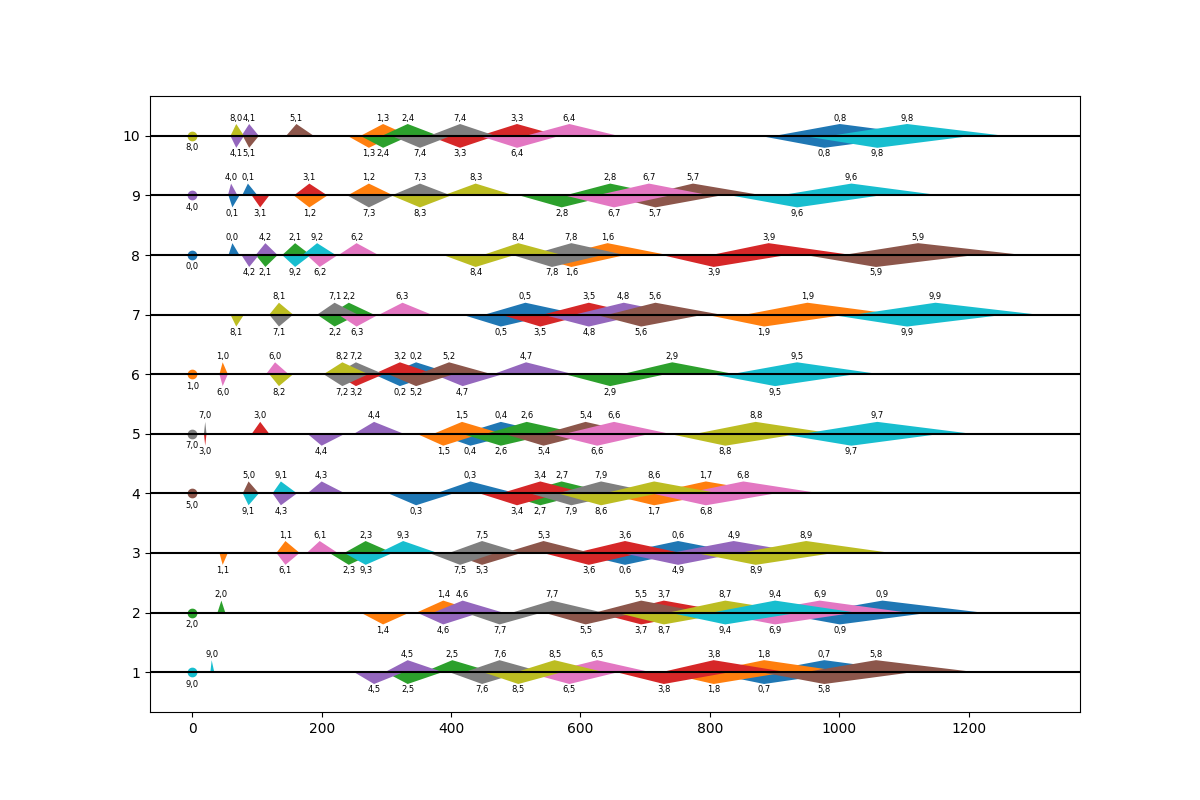 8,0 4,1 5,1 1,3 2,4 7,4 3,3 6,4 0,8 9,8
10
8,0 4,1 5,1 1,3 2,4 7,4 3,3 6,4 0,8 9,8
4,0 0,1 3,1 1,2 7,3 8,3 2,8 6,7 5,7 9,6
9
4,0 0,1 3,1 1,2 7,3 8,3 2,8 6,7 5,7 9,6
0,0 4,2 2,1 9,2 6,2 8,4 7,8 1,6 3,9 5,9
8
0,0 4,2 2,1 9,2 6,2 8,4 7,8 1,6 3,9 5,9
8,1 7,1 2,2 6,3 0,5 3,5 4,8 5,6 1,9 9,9
7
8,1 7,1 2,2 6,3 0,5 3,5 4,8 5,6 1,9 9,9
1,0 6,0 8,2 7,2 3,2 0,2 5,2 4,7 2,9 9,5
6
1,0 6,0 8,2 7,2 3,2 0,2 5,2 4,7 2,9 9,5
7,0 3,0 4,4 1,5 0,4 2,6 5,4 6,6 8,8 9,7
5
7,0 3,0 4,4 1,5 0,4 2,6 5,4 6,6 8,8 9,7
5,0 9,1 4,3 0,3 3,4 2,7 7,9 8,6 1,7 6,8
4
5,0 9,1 4,3 0,3 3,4 2,7 7,9 8,6 1,7 6,8
1,1 6,1 2,3 9,3 7,5 5,3 3,6 0,6 4,9 8,9
3
1,1 6,1 2,3 9,3 7,5 5,3 3,6 0,6 4,9 8,9
2,0 1,4 4,6 7,7 5,5 3,7 8,7 9,4 6,9 0,9
2
2,0 1,4 4,6 7,7 5,5 3,7 8,7 9,4 6,9 0,9
9,0 4,5 2,5 7,6 8,5 6,5 3,8 1,8 0,7 5,8
1
9,0 4,5 2,5 7,6 8,5 6,5 3,8 1,8 0,7 5,8
0 200 400 600 800 1000 1200